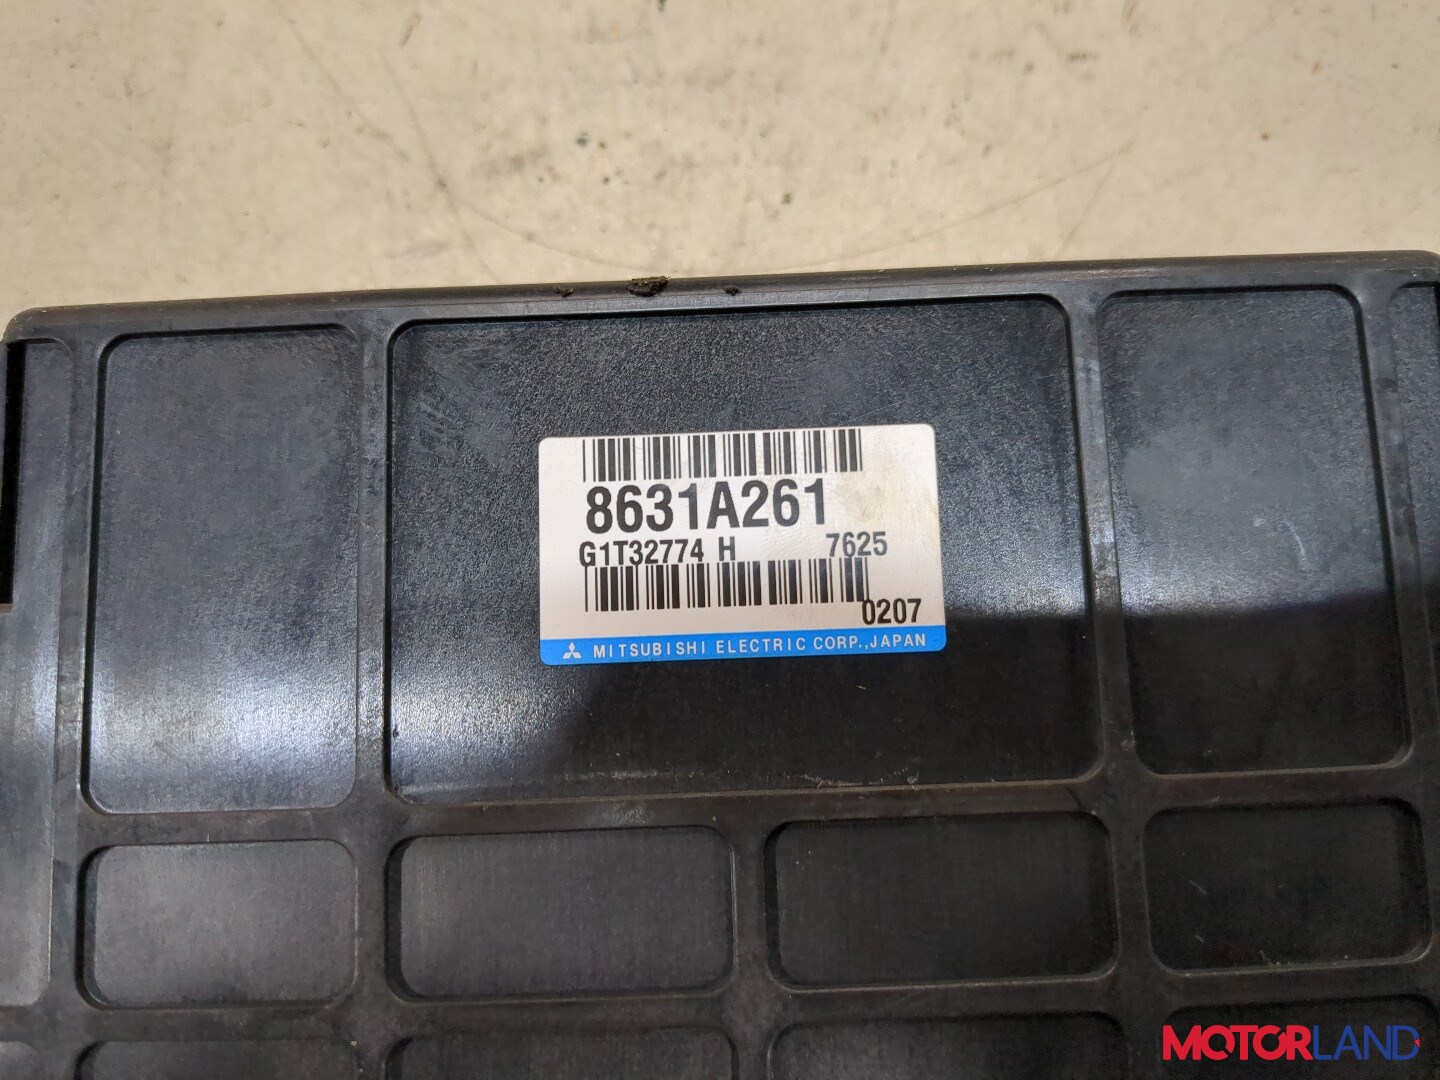 8631A261
G1T32774 H 7625
0207
MITSUBISHI ELECTRIC CORP.,JAPAN
MOTORLAND